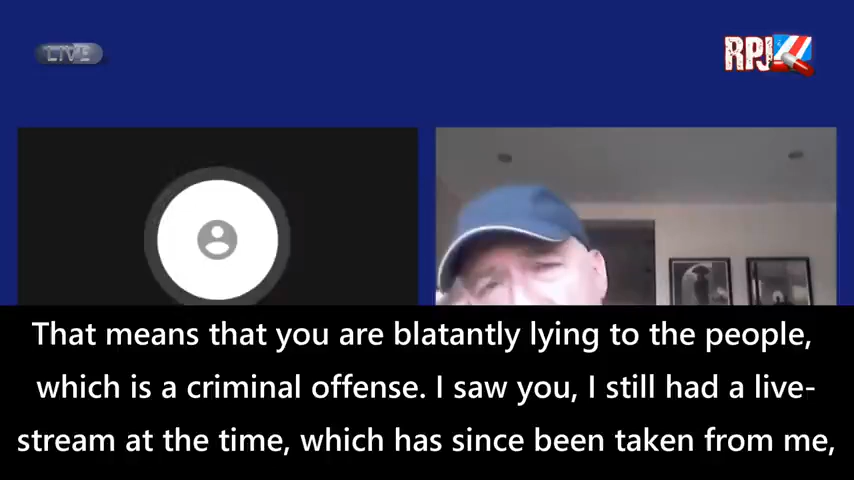 LIVE
RPJ
That means that you are blatantly lying to the people,
which is a criminal offense. I saw you, I still had a live-
stream at the time, which has since been taken from me,